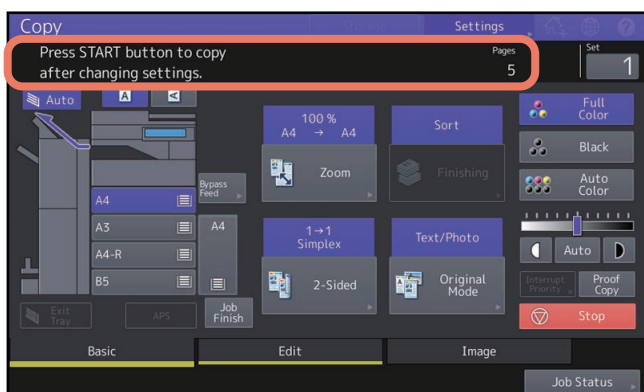 Copy
Storage
Settings
Press START button to copy
after changing settings.
Pages
5
Set
1
Auto
A
A
100 %
A4 → A4
Zoom
Sort
Finishing
Full
Color
Black
Auto
Color
Bypass
Feed
A4
A3
A4-R
B5
A4
1→1
Simplex
2-Sided
Text/Photo
Original
Mode
Auto
Interrupt
Priority
Proof
Copy
Exit
Tray
APS
Job
Finish
Stop
Basic
Edit
Image
Job Status